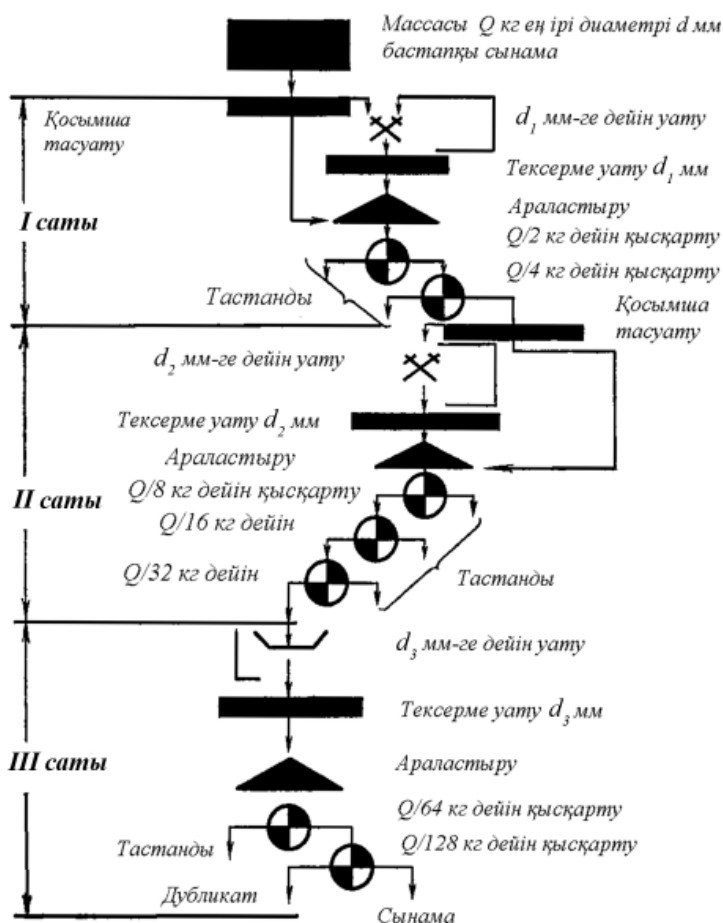 Массасы Q кг ең ірі диаметрі d мм
бастапқы сынама
Қосымша
тасуату
d₁ мм-ге дейін уату
Тексерме уату d₁ мм
Араластыру
I саты
Q/2 кг дейін қысқарту
Q/4 кг дейін қысқарту
Тастанды
Қосымша
тасуату
d₂ мм-ге дейін уату
Тексерме уату d₂ мм
Араластыру
Q/8 кг дейін қысқарту
II саты
Q/16 кг дейін
Q/32 кг дейін
Тастанды
d₃ мм-ге дейін уату
Тексерме уату d₃ мм
III саты
Араластыру
Q/64 кг дейін қысқарту
Q/128 кг дейін қысқарту
Тастанды
Дубликат
Сынама